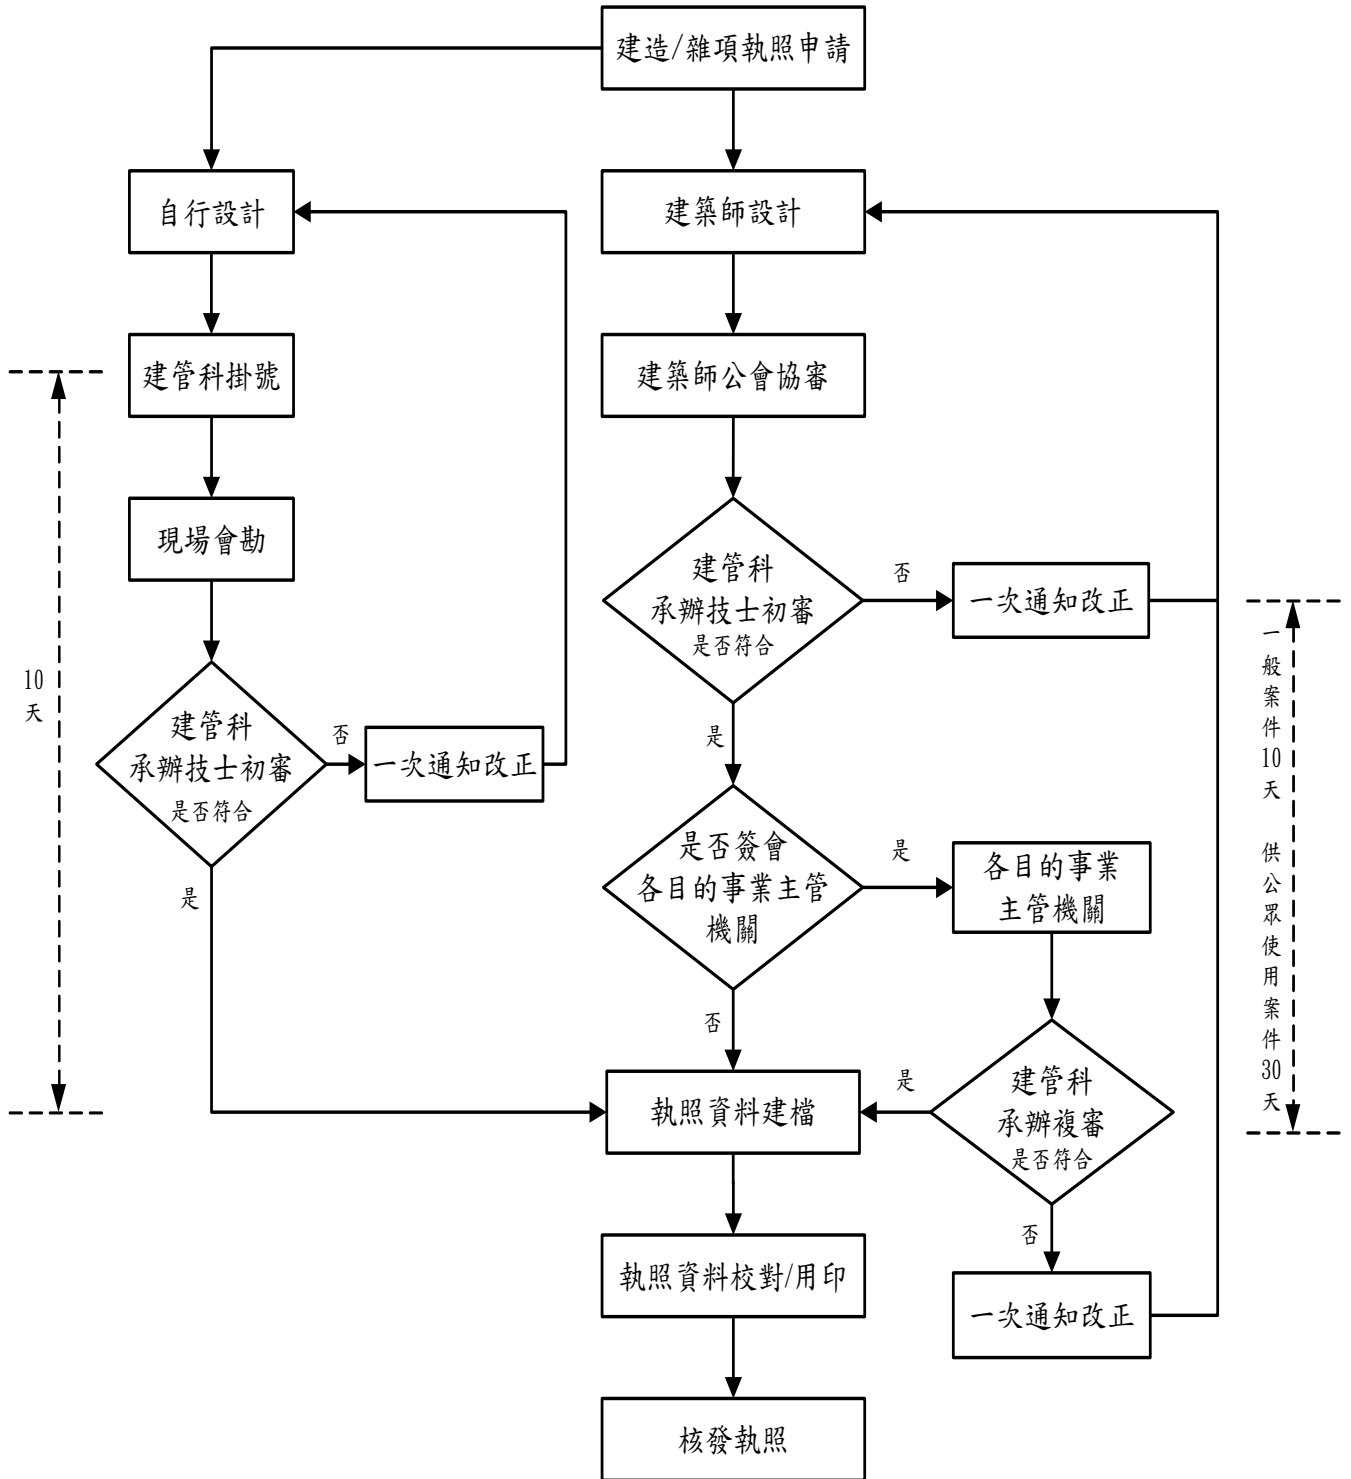 建造/雜項執照申請
自行設計
建築師設計
建管科掛號
建築師公會協審
現場會勘
建管科
承辦技士初審
是否符合
否
一次通知改正
是
建管科
承辦技士初審
是否符合
否
一次通知改正
是
10
天
是否簽會
各目的事業主管
機關
是
各目的事業
主管機關
否
建管科
承辦複審
是否符合
是
否
一次通知改正
執照資料建檔
執照資料校對/用印
核發執照
一般案件10天 供公眾使用案件30天